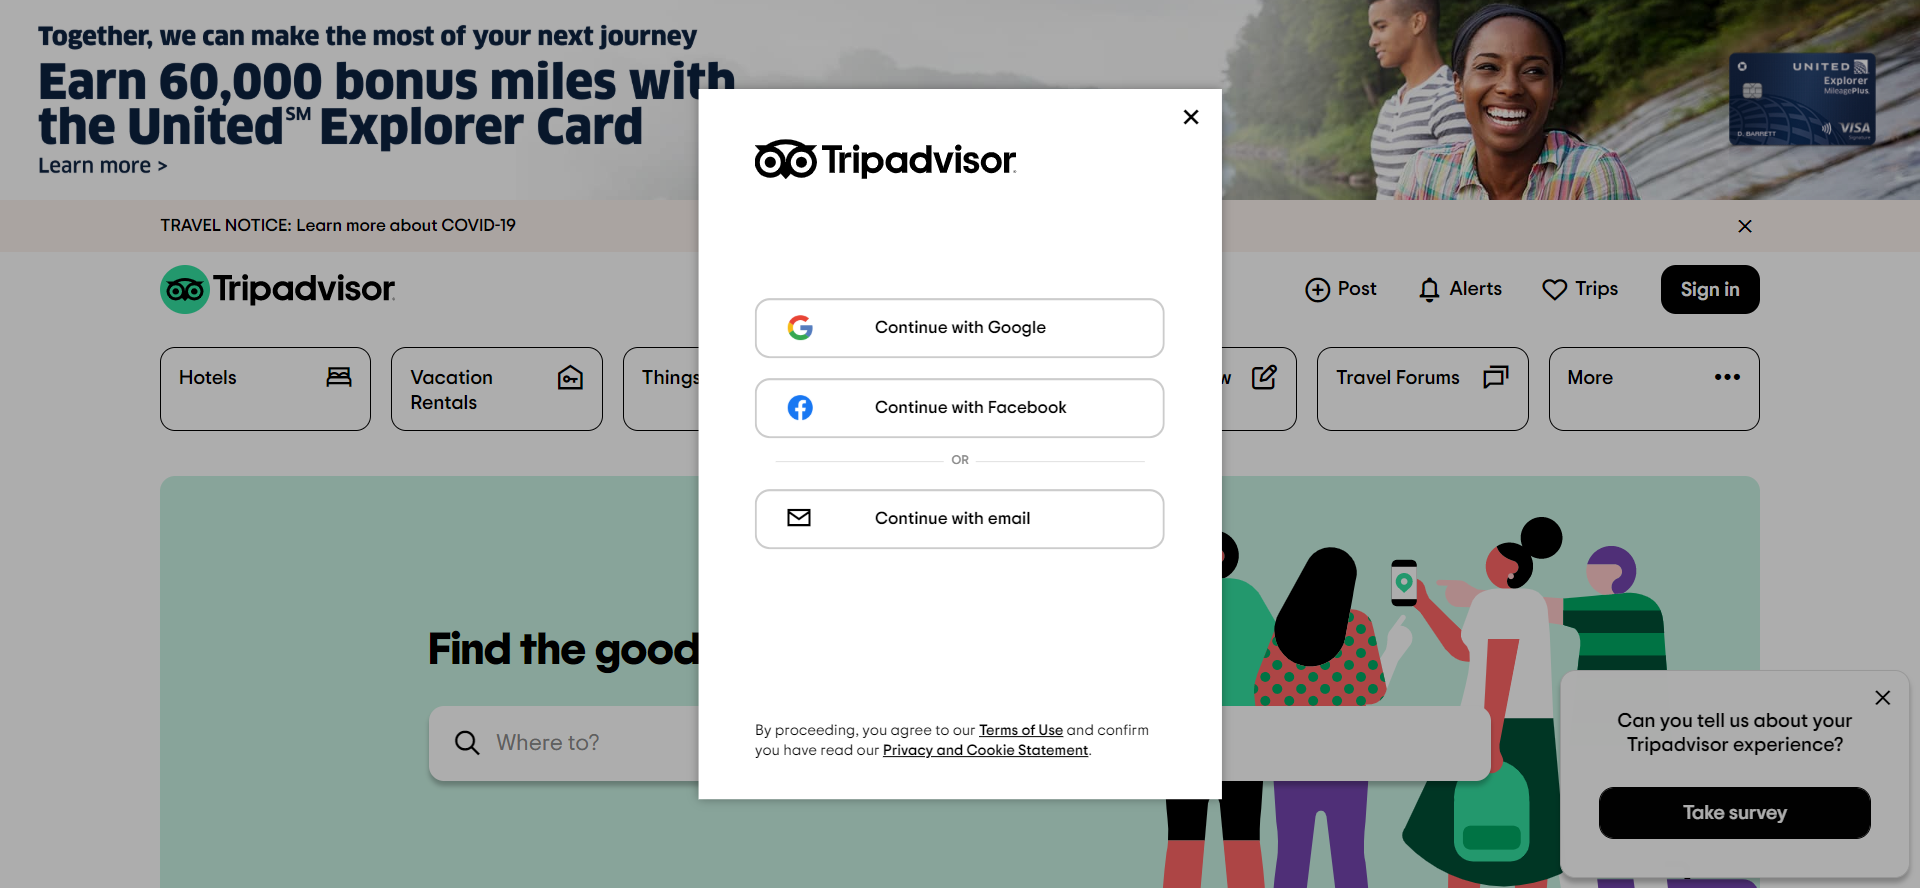 Together, we can make the most of your next journey
Earn 60,000 bonus miles with
the United℠ Explorer Card
Learn more >
UNITED
Explorer
MileagePlus
D. BARRETT
VISA
Signature
TRAVEL NOTICE: Learn more about COVID-19
Tripadvisor
Post
Alerts
Trips
Sign in
Hotels
Vacation
Rentals
Things
w
Travel Forums
More
Find the good
Where to?
Tripadvisor
Continue with Google
Continue with Facebook
OR
Continue with email
By proceeding, you agree to our Terms of Use and confirm
you have read our Privacy and Cookie Statement.
Can you tell us about your
Tripadvisor experience?
Take survey